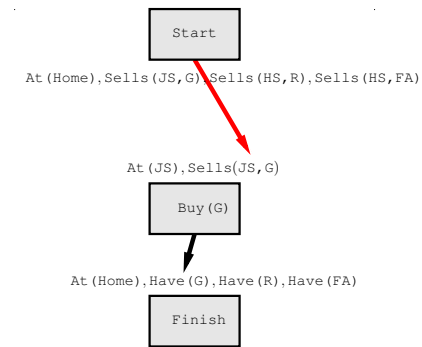 Start
At(Home),Sells(JS,G),Sells(HS,R),Sells(HS,FA)
At(JS),Sells(JS,G)
Buy(G)
At(Home),Have(G),Have(R),Have(FA)
Finish